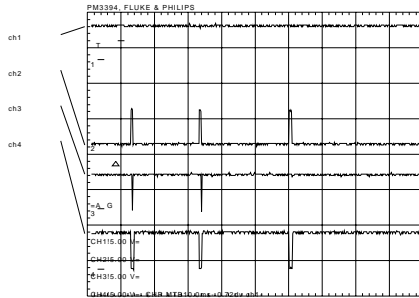 PM3394, FLUKE & PHILIPS
ch1
T
1
ch2
ch3
2
ch4
3
CH1!5.00 V=
CH2!5.00 V=
CH3!5.00 V=